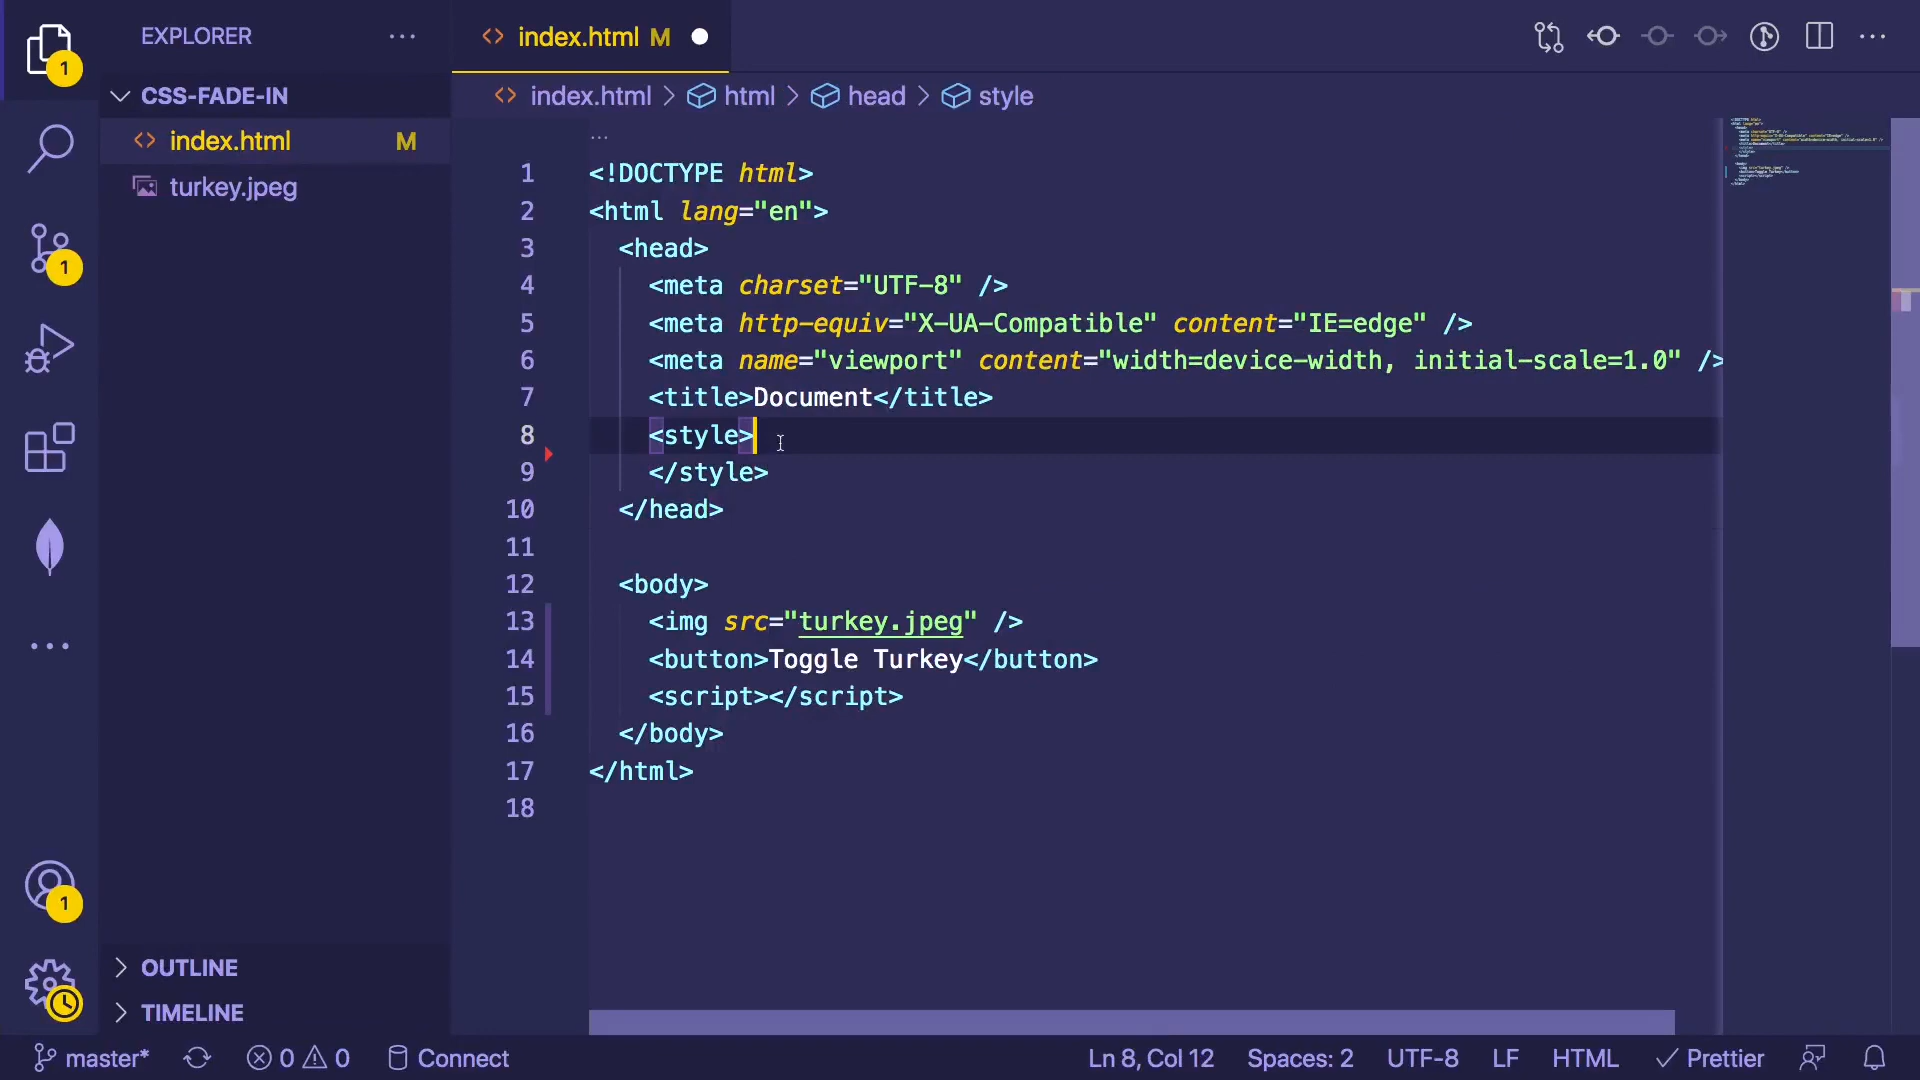 EXPLORER
index.html M
CSS-FADE-IN
index.html M
turkey.jpeg
index.html > html > head > style
1 <!DOCTYPE html>
2 <html lang="en">
3 <head>
4 <meta charset="UTF-8" />
5 <meta http-equiv="X-UA-Compatible" content="IE=edge" />
6 <meta name="viewport" content="width=device-width, initial-scale=1.0" />
7 <title>Document</title>
8 <style>
9 </style>
10 </head>
11
12 <body>
13 <img src="turkey.jpeg" />
14 <button>Toggle Turkey</button>
15 <script></script>
16 </body>
17 </html>
18
1
1
1
OUTLINE
TIMELINE
master* 0 0 Connect Ln 8, Col 12 Spaces: 2 UTF-8 LF HTML Prettier